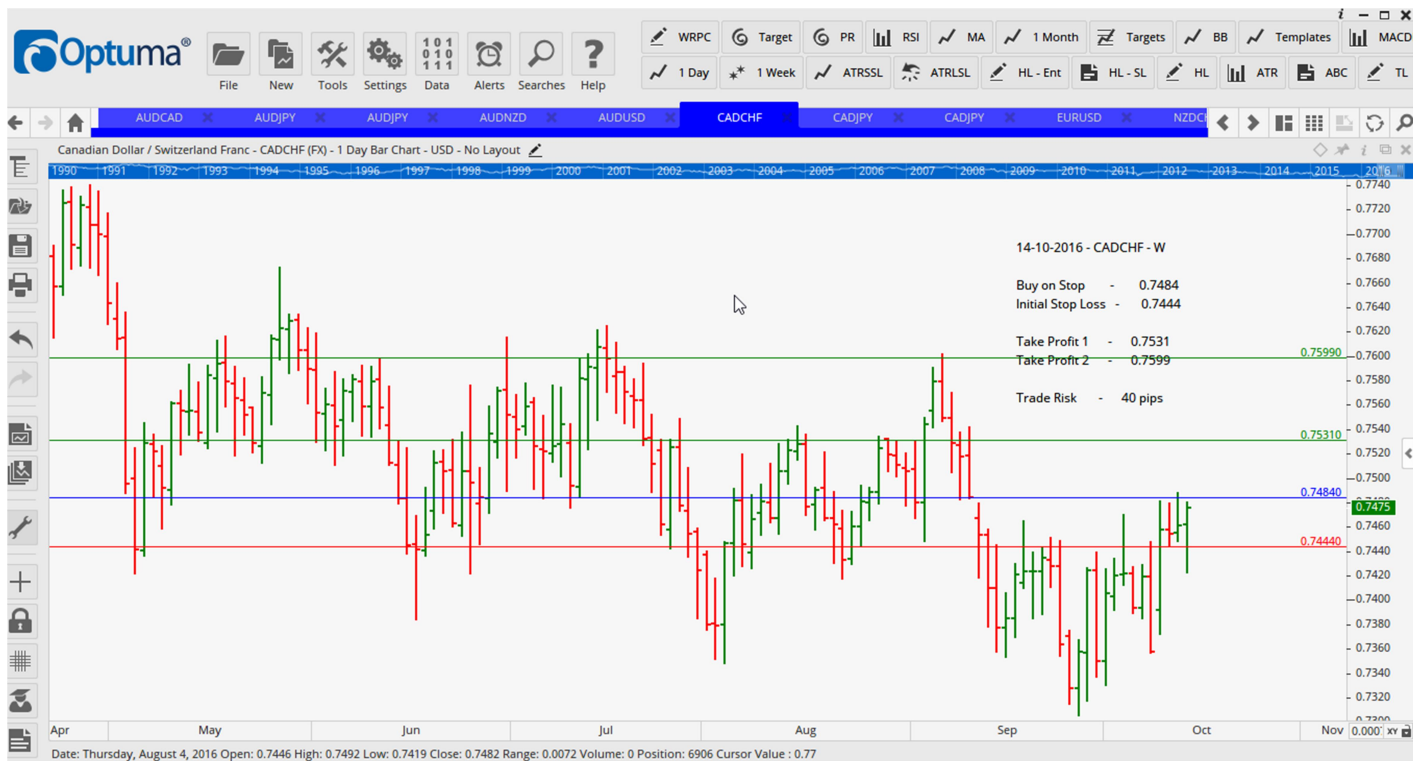 i
WRPC Target PR RSI MA 1 Month Targets BB Templates MACD
Optuma®
101
010
111
?
File New Tools Settings Data Alerts Searches Help
1 Day 1 Week ATRSSL ATRLSL HL - Ent HL - SL HL ATR ABC TL
AUDCAD AUDJPY AUDJPY AUDNZD AUDUSD CADCHF CADJPY CADJPY EURUSD
Canadian Dollar / Switzerland Franc - CADCHF (FX) - 1 Day Bar Chart - USD - No Layout
1990 1991 1992 1993 1994 1995 1996 1997 1998 1999 2000 2001 2002 2003 2004 2005 2006 2007 2008 2009 2010 2011 2012 2013 2014 2015 2016
0.7740
0.7720
0.7700
0.7680
0.7660
0.7640
0.7620
0.7600
0.7580
0.7560
0.7540
0.7520
0.7500
0.7475
0.7460
0.7440
0.7420
0.7400
0.7380
0.7360
0.7340
0.7320
14-10-2016 - CADCHF - W
Buy on Stop - 0.7484
Initial Stop Loss - 0.7444
Take Profit 1 - 0.7531
Take Profit 2 - 0.7599
Trade Risk - 40 pips
0.75990
0.75310
0.74840
0.74440
Apr May Jun Jul Aug Sep Oct Nov 0.000 XY
Date: Thursday, August 4, 2016 Open: 0.7446 High: 0.7492 Low: 0.7419 Close: 0.7482 Range: 0.0072 Volume: 0 Position: 6906 Cursor Value : 0.77